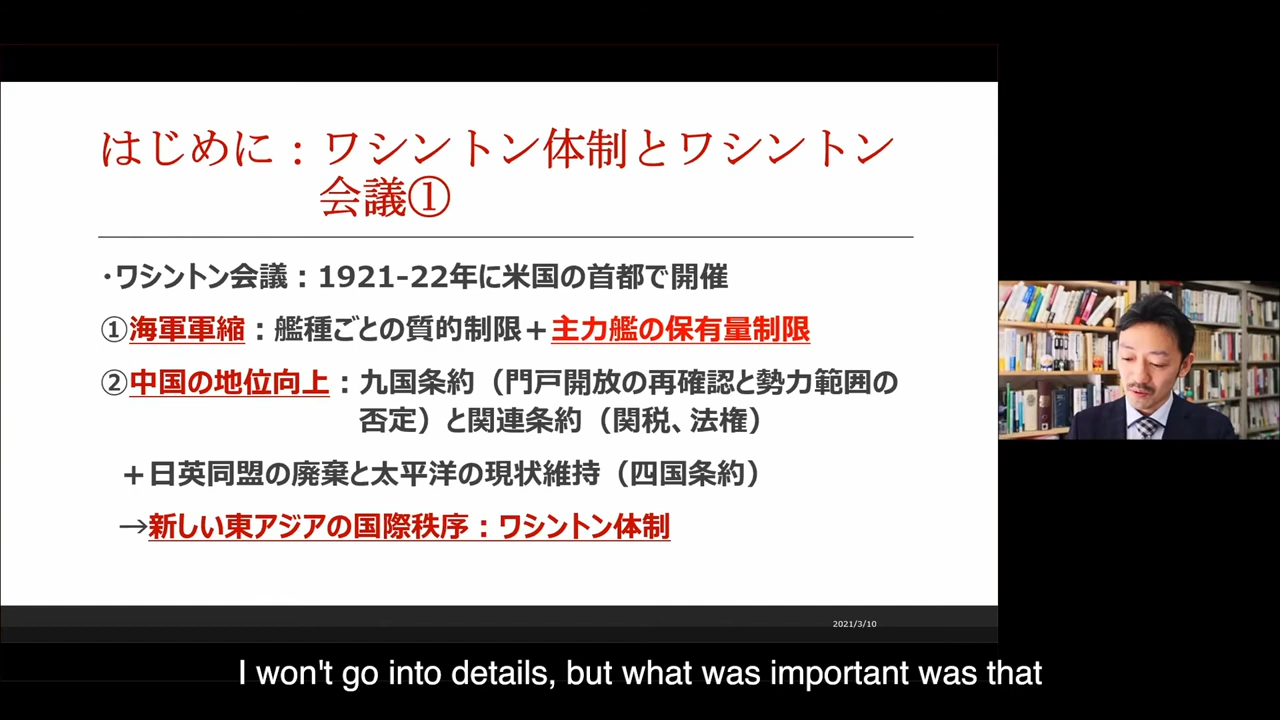 はじめに：ワシントン体制とワシントン
会議①
・ワシントン会議：1921-22年に米国の首都で開催
①海軍軍縮：艦種ごとの質的制限＋主力艦の保有量制限
②中国の地位向上：九国条約（門戸開放の再確認と勢力範囲の
否定）と関連条約（関税、法権）
＋日英同盟の廃棄と太平洋の現状維持（四国条約）
→新しい東アジアの国際秩序：ワシントン体制
2021/3/10
I won't go into details, but what was important was that